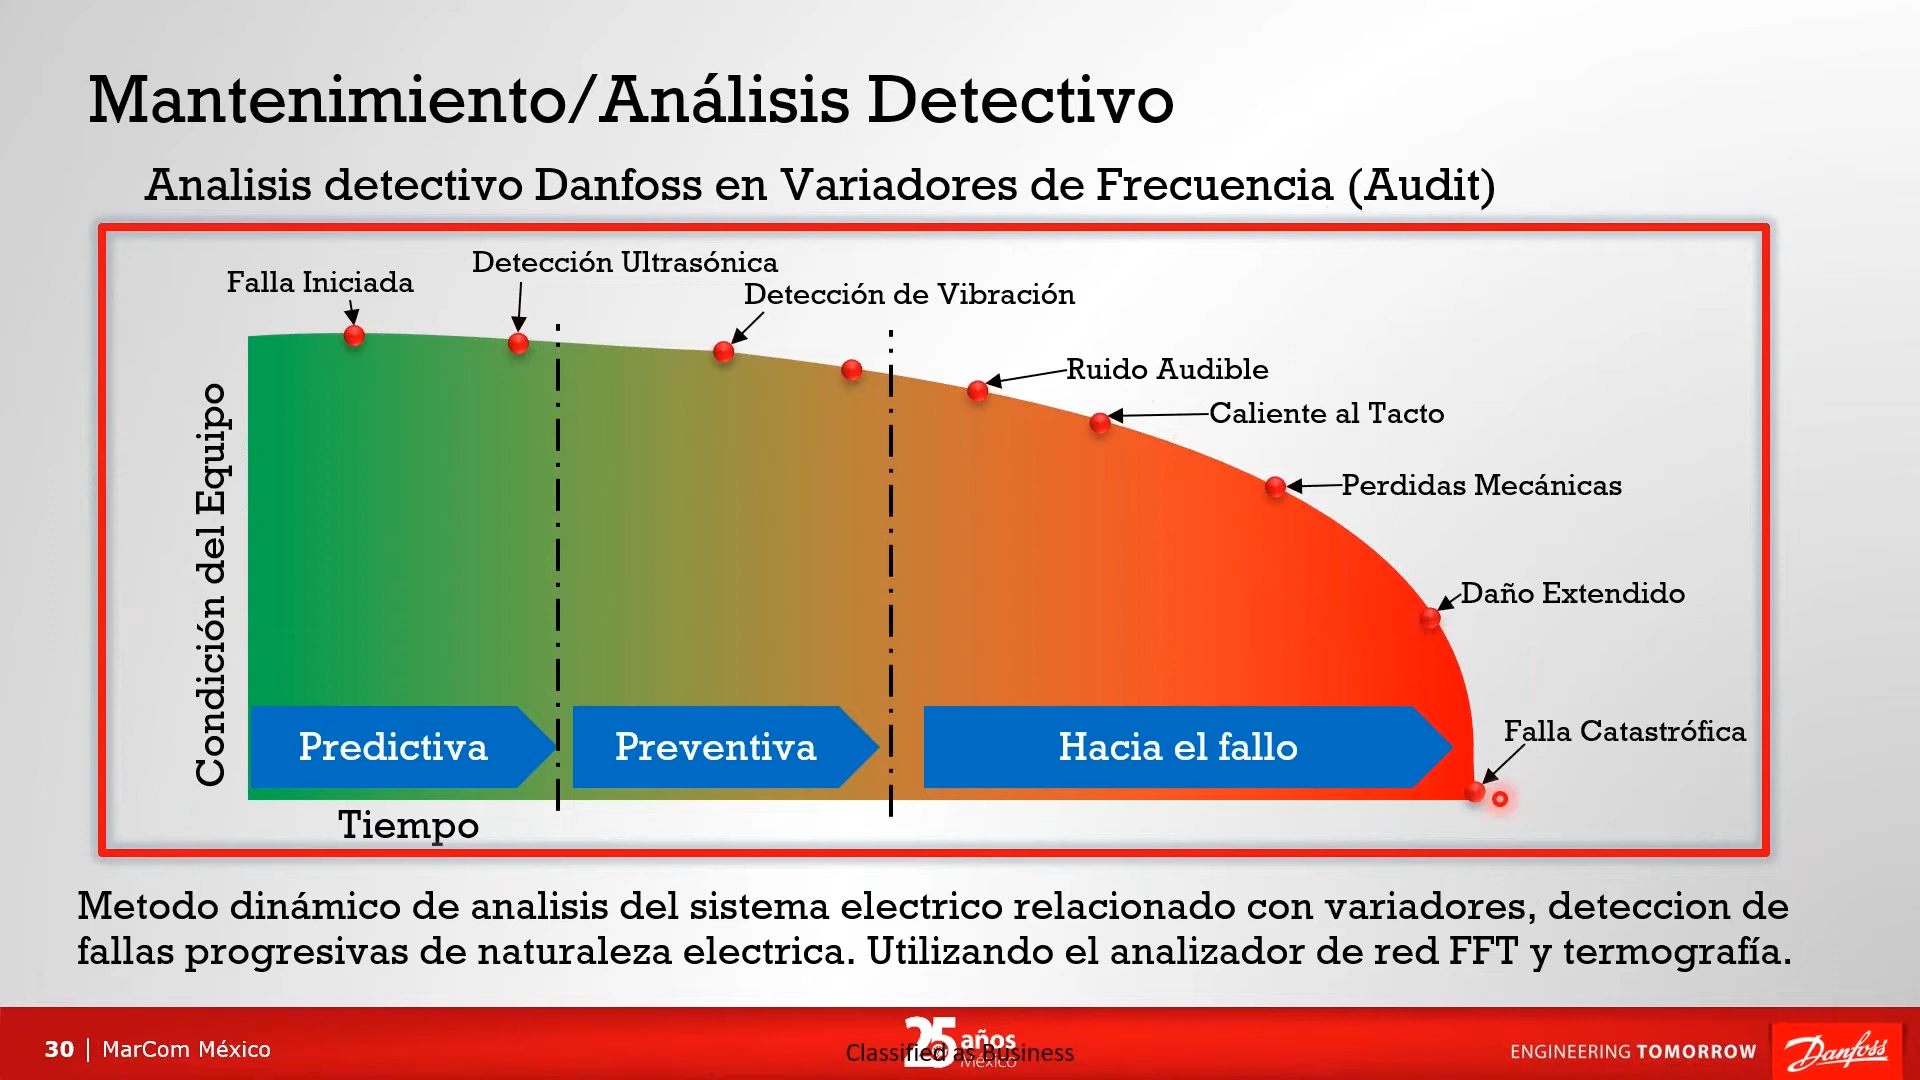 Mantenimiento/Análisis Detectivo
Analisis detectivo Danfoss en Variadores de Frecuencia (Audit)
Falla Iniciada
Detección Ultrasónica
Detección de Vibración
Ruido Audible
Caliente al Tacto
Perdidas Mecánicas
Daño Extendido
Falla Catastrófica
Condición del Equipo
Predictiva
Preventiva
Hacia el fallo
Tiempo
Metodo dinámico de analisis del sistema electrico relacionado con variadores, deteccion de
fallas progresivas de naturaleza electrica. Utilizando el analizador de red FFT y termografía.
30 | MarCom México
25 años
México
Classified as Business
ENGINEERING TOMORROW
Danfoss